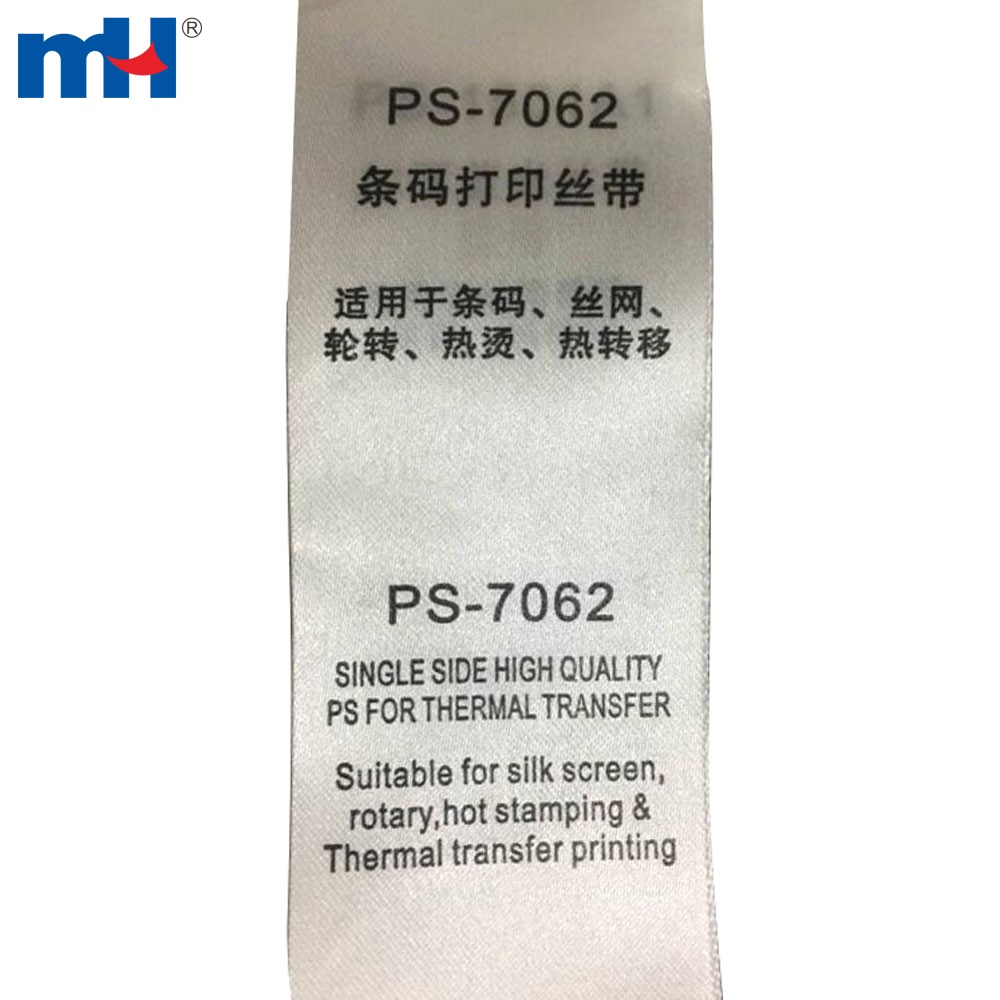 mH®
PS-7062
条码打印丝带
适用于条码、丝网、
轮转、热烫、热转移
PS-7062
SINGLE SIDE HIGH QUALITY
PS FOR THERMAL TRANSFER
Suitable for silk screen,
rotary,hot stamping &
Thermal transfer printing